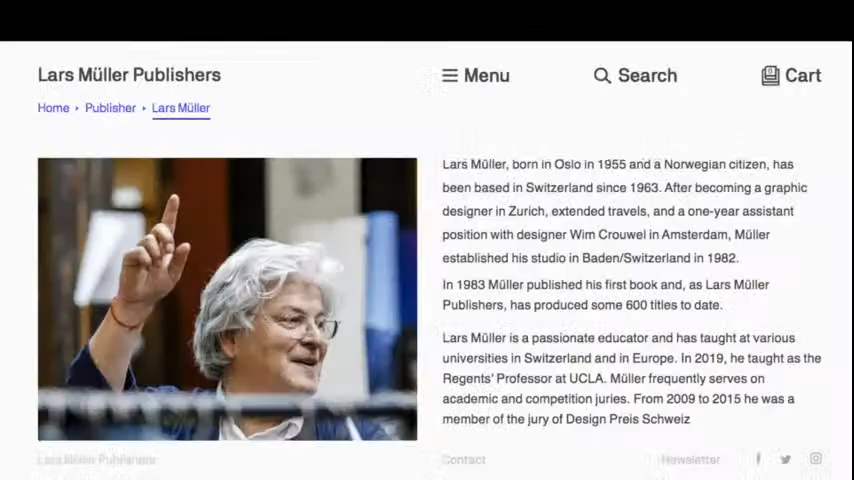 Lars Müller Publishers
Menu
Search
Cart
Home ‣ Publisher ‣ Lars Müller
Lars Müller, born in Oslo in 1955 and a Norwegian citizen, has
been based in Switzerland since 1963. After becoming a graphic
designer in Zurich, extended travels, and a one-year assistant
position with designer Wim Crouwel in Amsterdam, Müller
established his studio in Baden/Switzerland in 1982.
In 1983 Müller published his first book and, as Lars Müller
Publishers, has produced some 600 titles to date.
Lars Müller is a passionate educator and has taught at various
universities in Switzerland and in Europe. In 2019, he taught as the
Regents' Professor at UCLA. Müller frequently serves on
academic and competition juries. From 2009 to 2015 he was a
member of the jury of Design Preis Schweiz
Lars Müller Publishers
Contact
Newsletter